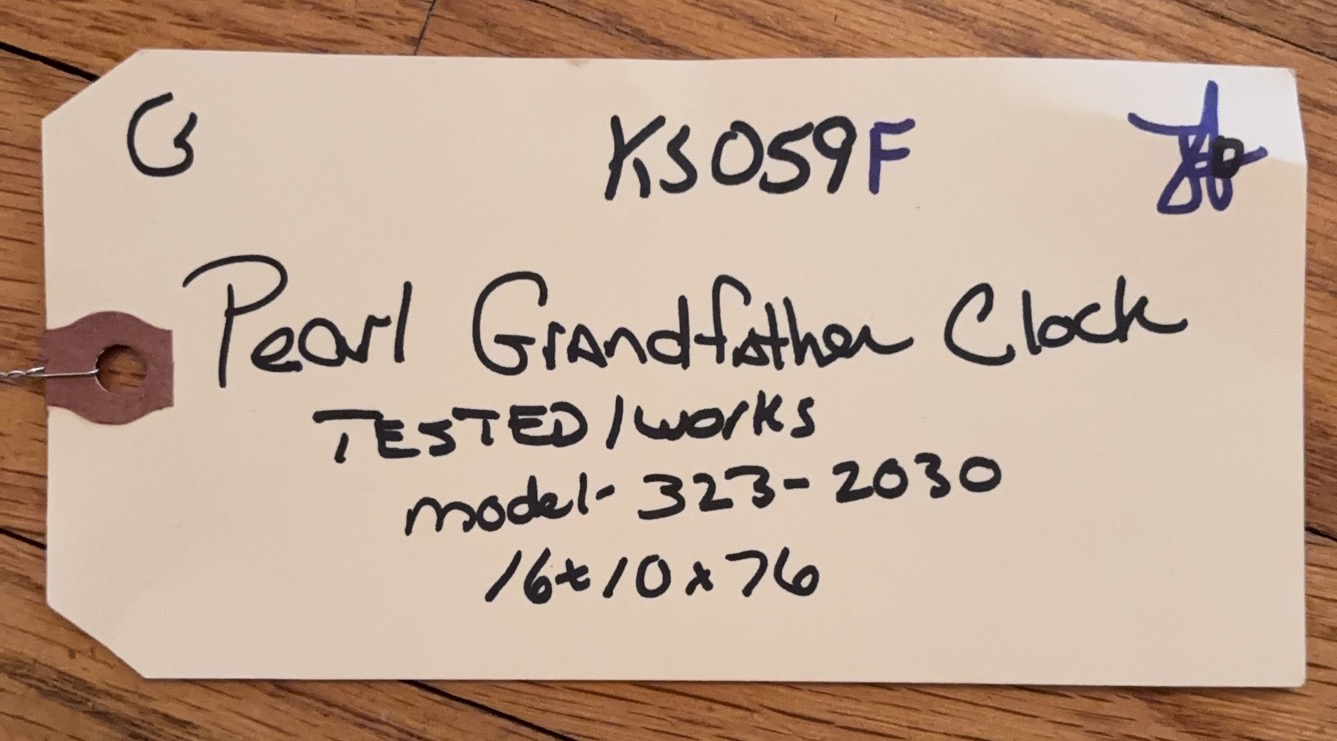 G KS059F
Pearl Grandfather Clock
TESTED/works
model- 323-2030
16x10x76